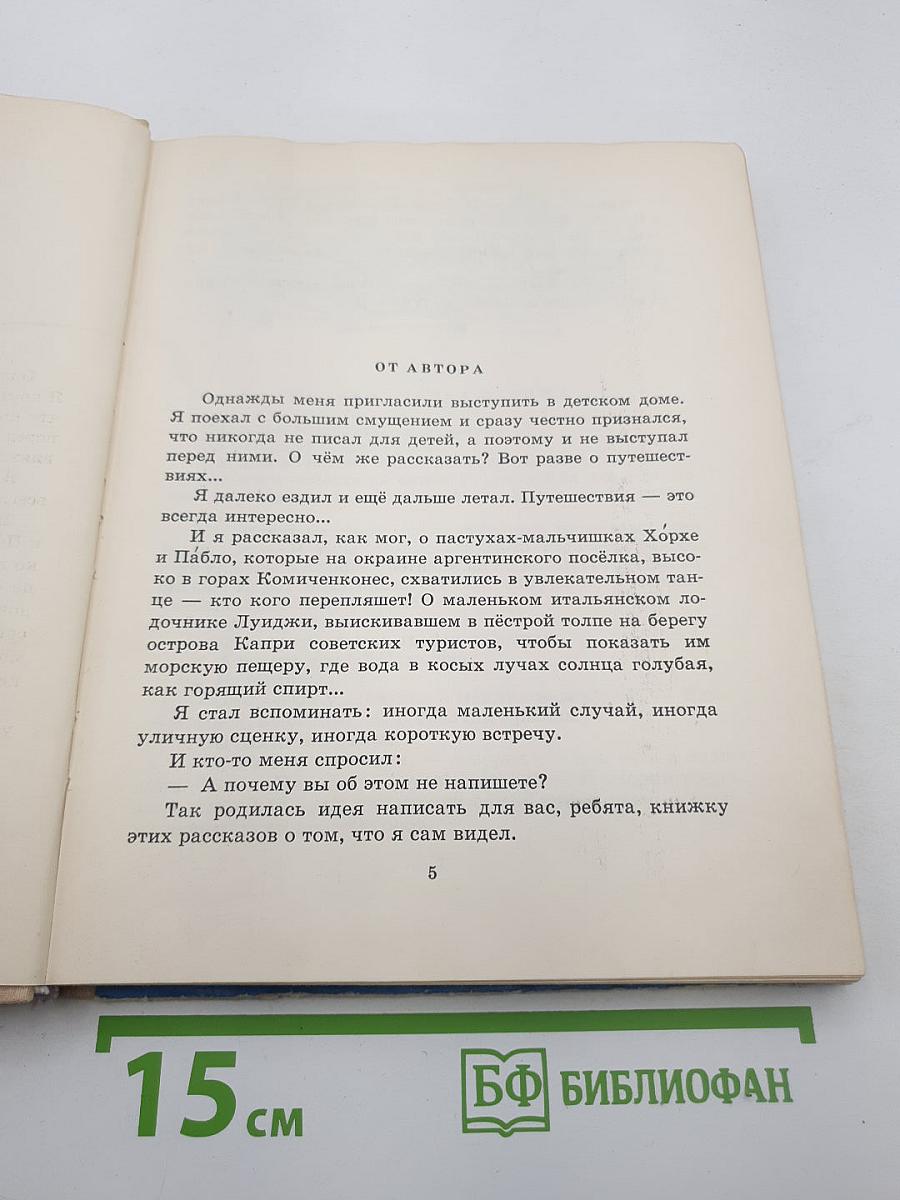 ОТ АВТОРА
Однажды меня пригласили выступить в детском доме.
Я поехал с большим смущением и сразу честно признался,
что никогда не писал для детей, а поэтому и не выступал
перед ними. О чём же рассказать? Вот разве о путешест-
виях...
Я далеко ездил и ещё дальше летал. Путешествия — это
всегда интересно...
И я рассказал, как мог, о пастухах-мальчишках Хо́рхе
и Па́бло, которые на окраине аргентинского посёлка, высо-
ко в горах Комиченконес, схватились в увлекательном тан-
це — кто кого перепляшет! О маленьком итальянском ло-
дочнике Луиджи, выискивавшем в пёстрой толпе на берегу
острова Капри советских туристов, чтобы показать им
морскую пещеру, где вода в косых лучах солнца голубая,
как горящий спирт...
Я стал вспоминать: иногда маленький случай, иногда
уличную сценку, иногда короткую встречу.
И кто-то меня спросил:
— А почему вы об этом не напишете?
Так родилась идея написать для вас, ребята, книжку
этих рассказов о том, что я сам видел.
5
15 см
БФ БИБЛИОФАН